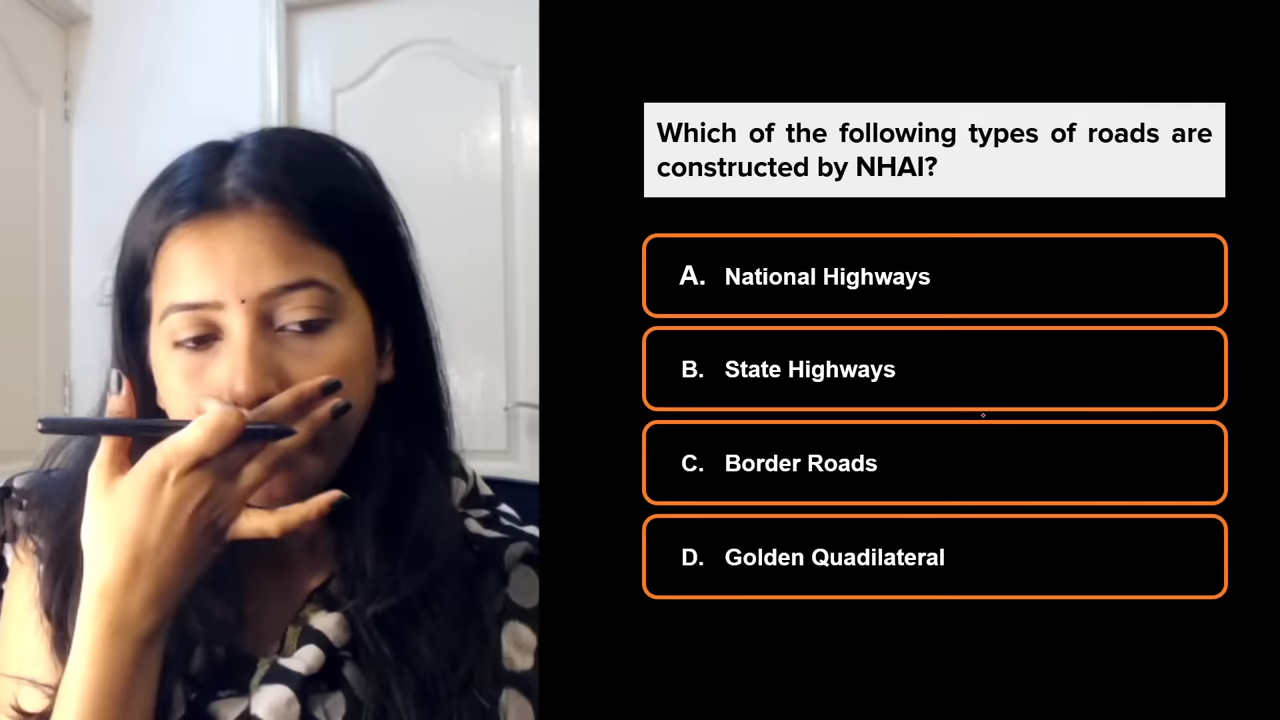 Which of the following types of roads are
constructed by NHAI?
A. National Highways
B. State Highways
C. Border Roads
D. Golden Quadilateral